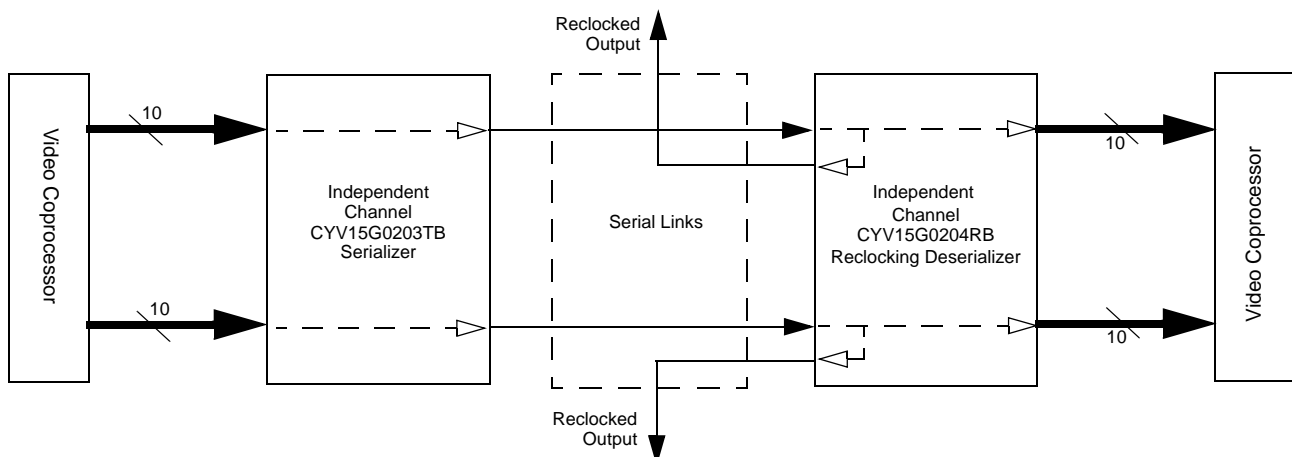 Reclocked
Output
10
10
10
10
Video Coprocessor
Independent
Channel
CYV15G0203TB
Serializer
Serial Links
Independent
Channel
CYV15G0204RB
Reclocking Deserializer
Video Coprocessor
Reclocked
Output